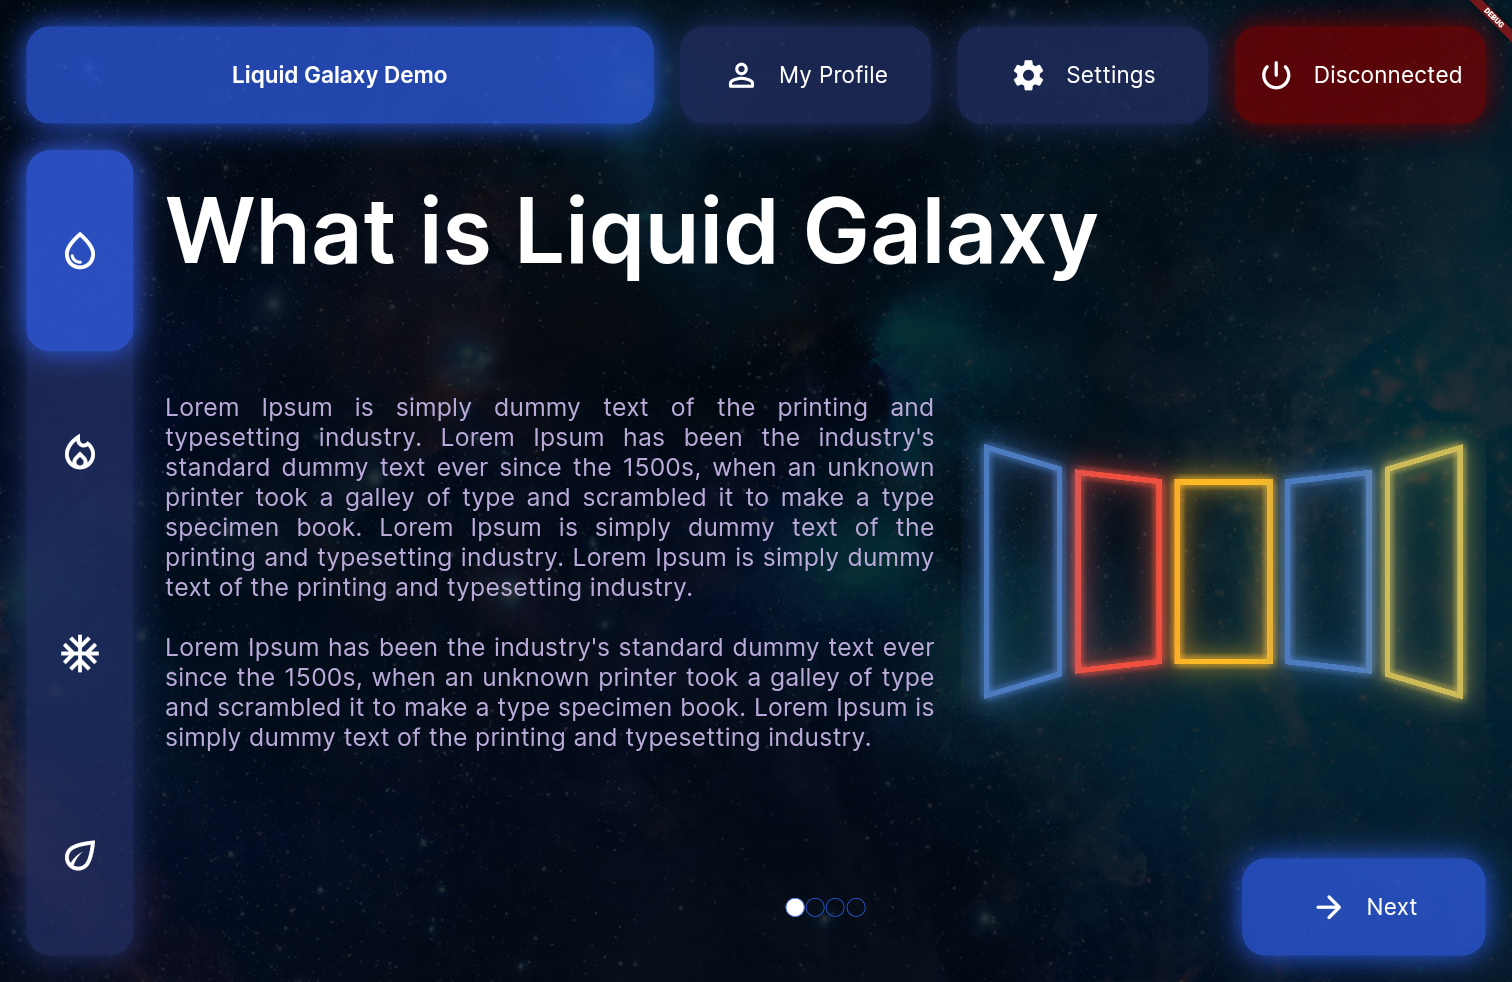 Liquid Galaxy Demo
My Profile
Settings
Disconnected
DEBUG
What is Liquid Galaxy
Lorem Ipsum is simply dummy text of the printing and
typesetting industry. Lorem Ipsum has been the industry's
standard dummy text ever since the 1500s, when an unknown
printer took a galley of type and scrambled it to make a type
specimen book. Lorem Ipsum is simply dummy text of the
printing and typesetting industry. Lorem Ipsum is simply dummy
text of the printing and typesetting industry.
Lorem Ipsum has been the industry's standard dummy text ever
since the 1500s, when an unknown printer took a galley of type
and scrambled it to make a type specimen book. Lorem Ipsum is
simply dummy text of the printing and typesetting industry.
Next